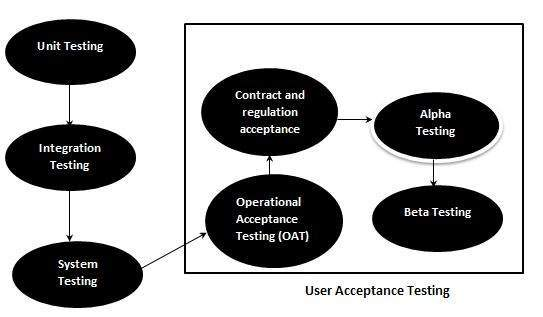 Unit Testing
Integration
Testing
System
Testing
Operational
Acceptance
Testing (OAT)
Contract and
regulation
acceptance
Alpha
Testing
Beta Testing
User Acceptance Testing